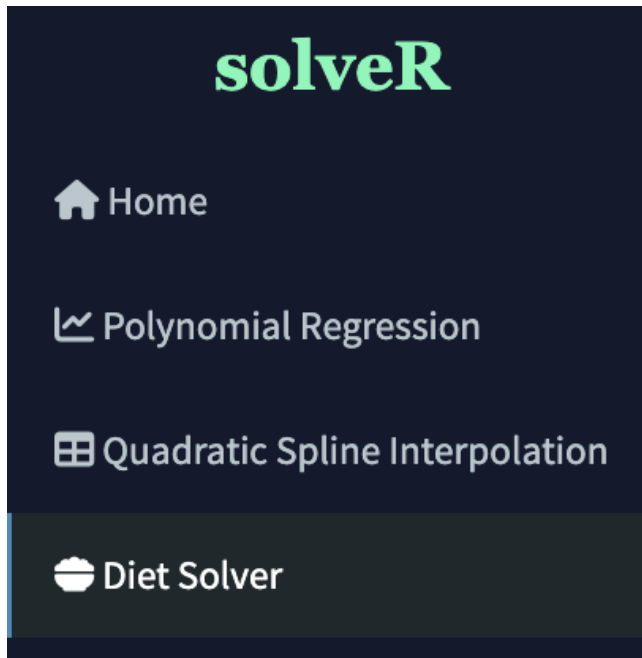 solveR
Home
Polynomial Regression
Quadratic Spline Interpolation
Diet Solver